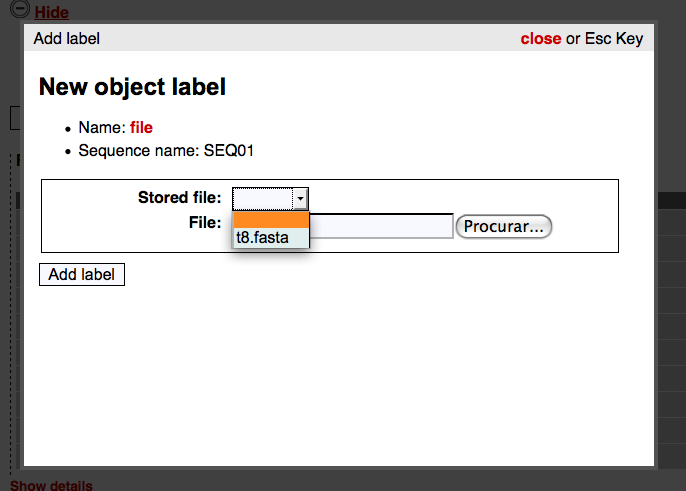 Hide
Add label close or Esc Key
New object label
• Name: file
• Sequence name: SEQ01
Stored file:
File: Procurar...
t8.fasta
Add label
Show details